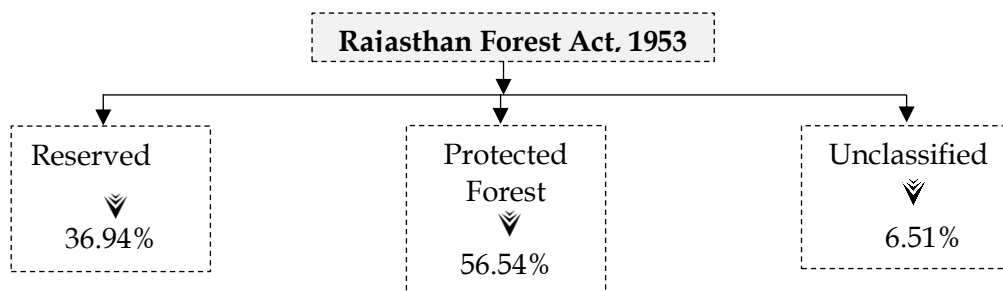 Rajasthan Forest Act, 1953
Reserved
36.94%
Protected
Forest
56.54%
Unclassified
6.51%